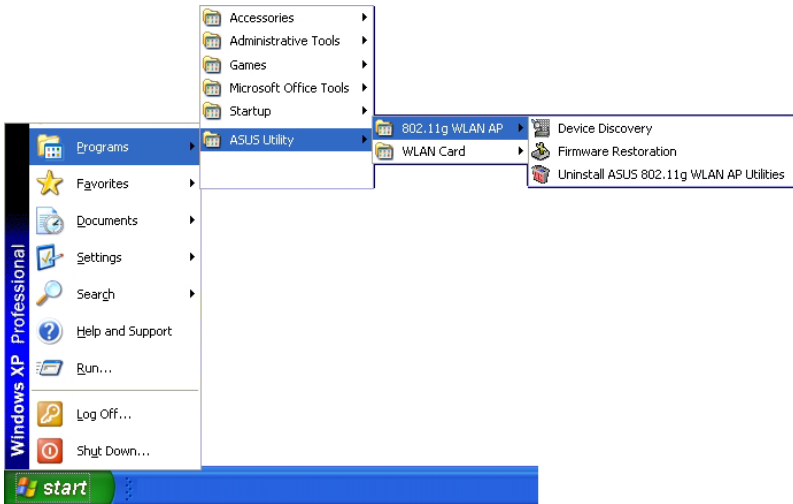 Accessories
Administrative Tools
Games
Microsoft Office Tools
Startup
ASUS Utility
802.11g WLAN AP
WLAN Card
Device Discovery
Firmware Restoration
Uninstall ASUS 802.11g WLAN AP Utilities
Programs
Favorites
Documents
Settings
Search
Help and Support
Run...
Log Off...
Shut Down...
Windows XP Professional
start